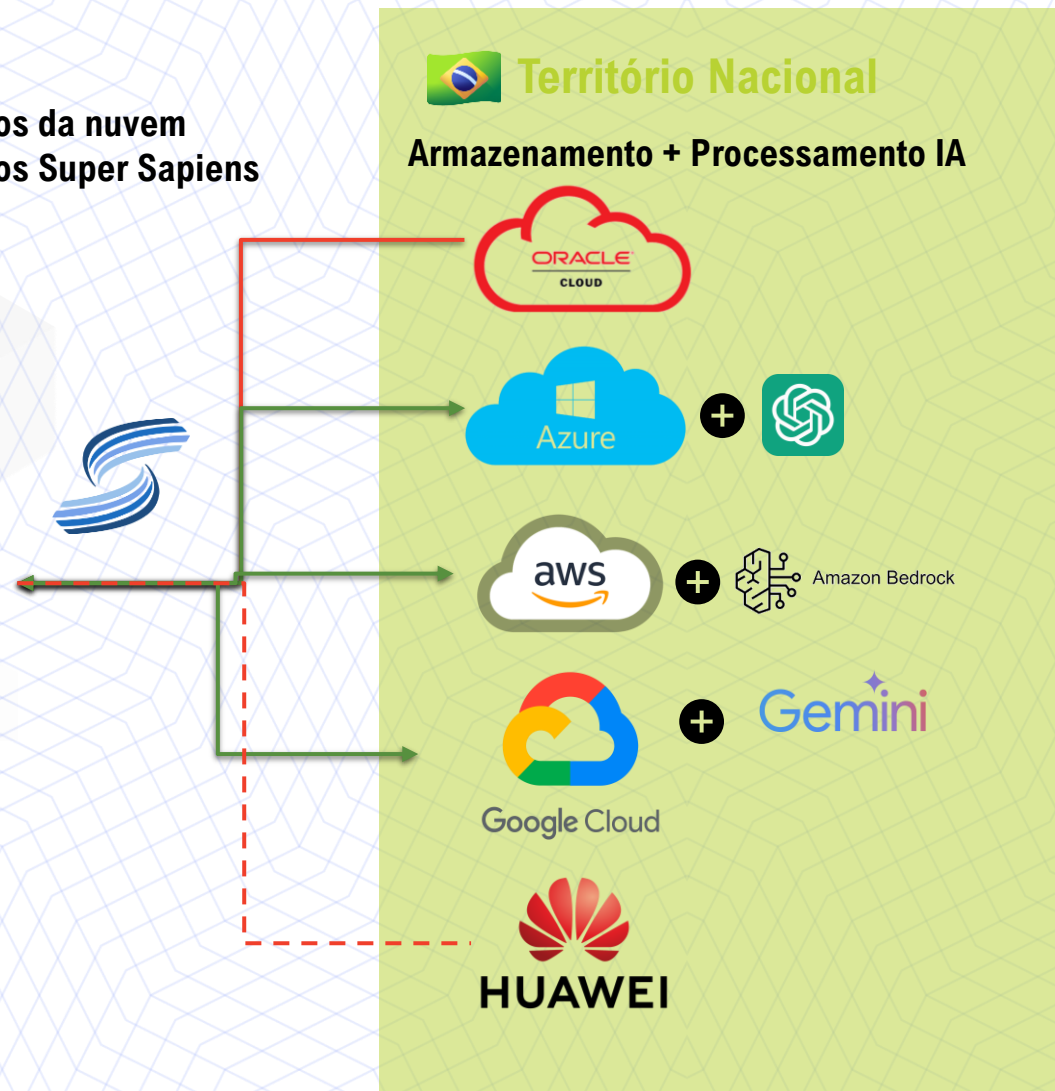 Território Nacional
os da nuvem
os Super Sapiens
Armazenamento + Processamento IA
ORACLE
CLOUD
Azure
aws
Amazon Bedrock
Gemini
Google Cloud
HUAWEI